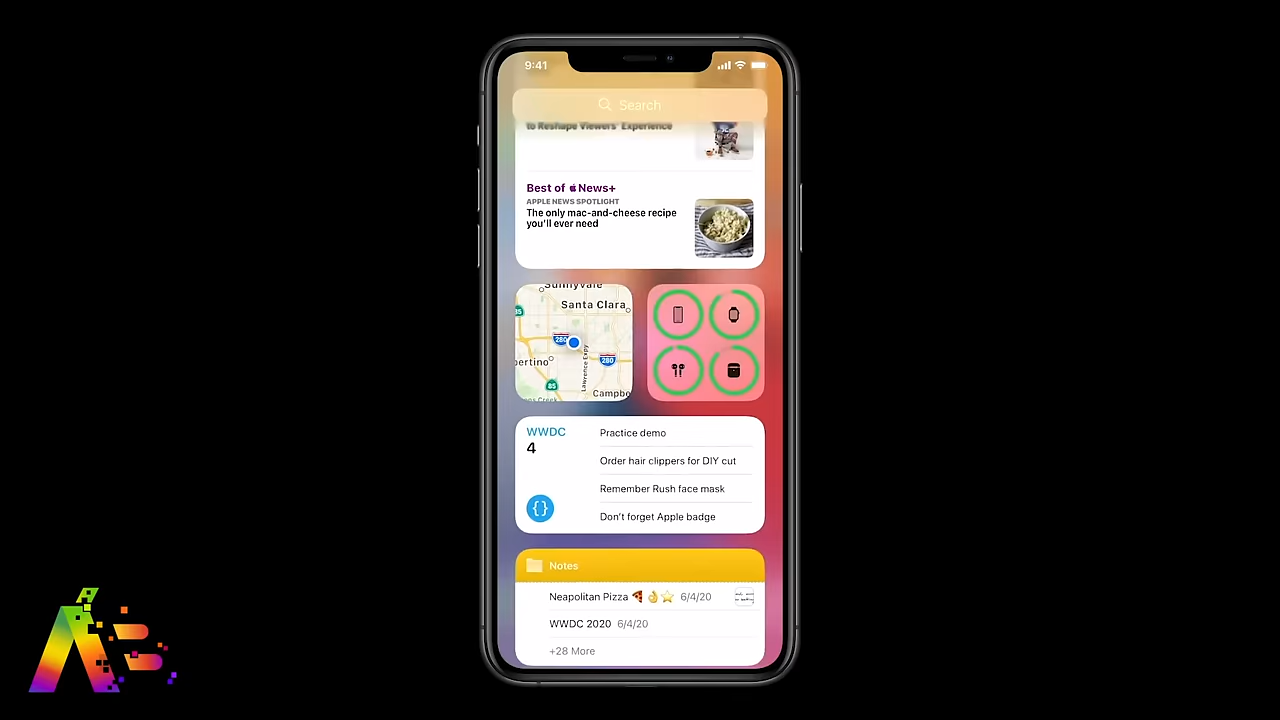 9:41
Search
to Reshape Viewers' Experience
Best of News+
APPLE NEWS SPOTLIGHT
The only mac-and-cheese recipe
you'll ever need
Sunnyvale
Santa Clara
85
280
Lawrence Expy
280
pertino
85
Campbe
WWDC
4
Practice demo
Order hair clippers for DIY cut
Remember Rush face mask
Don't forget Apple badge
{}
Notes
Neapolitan Pizza 🍕👌⭐ 6/4/20
WWDC 2020 6/4/20
+28 More